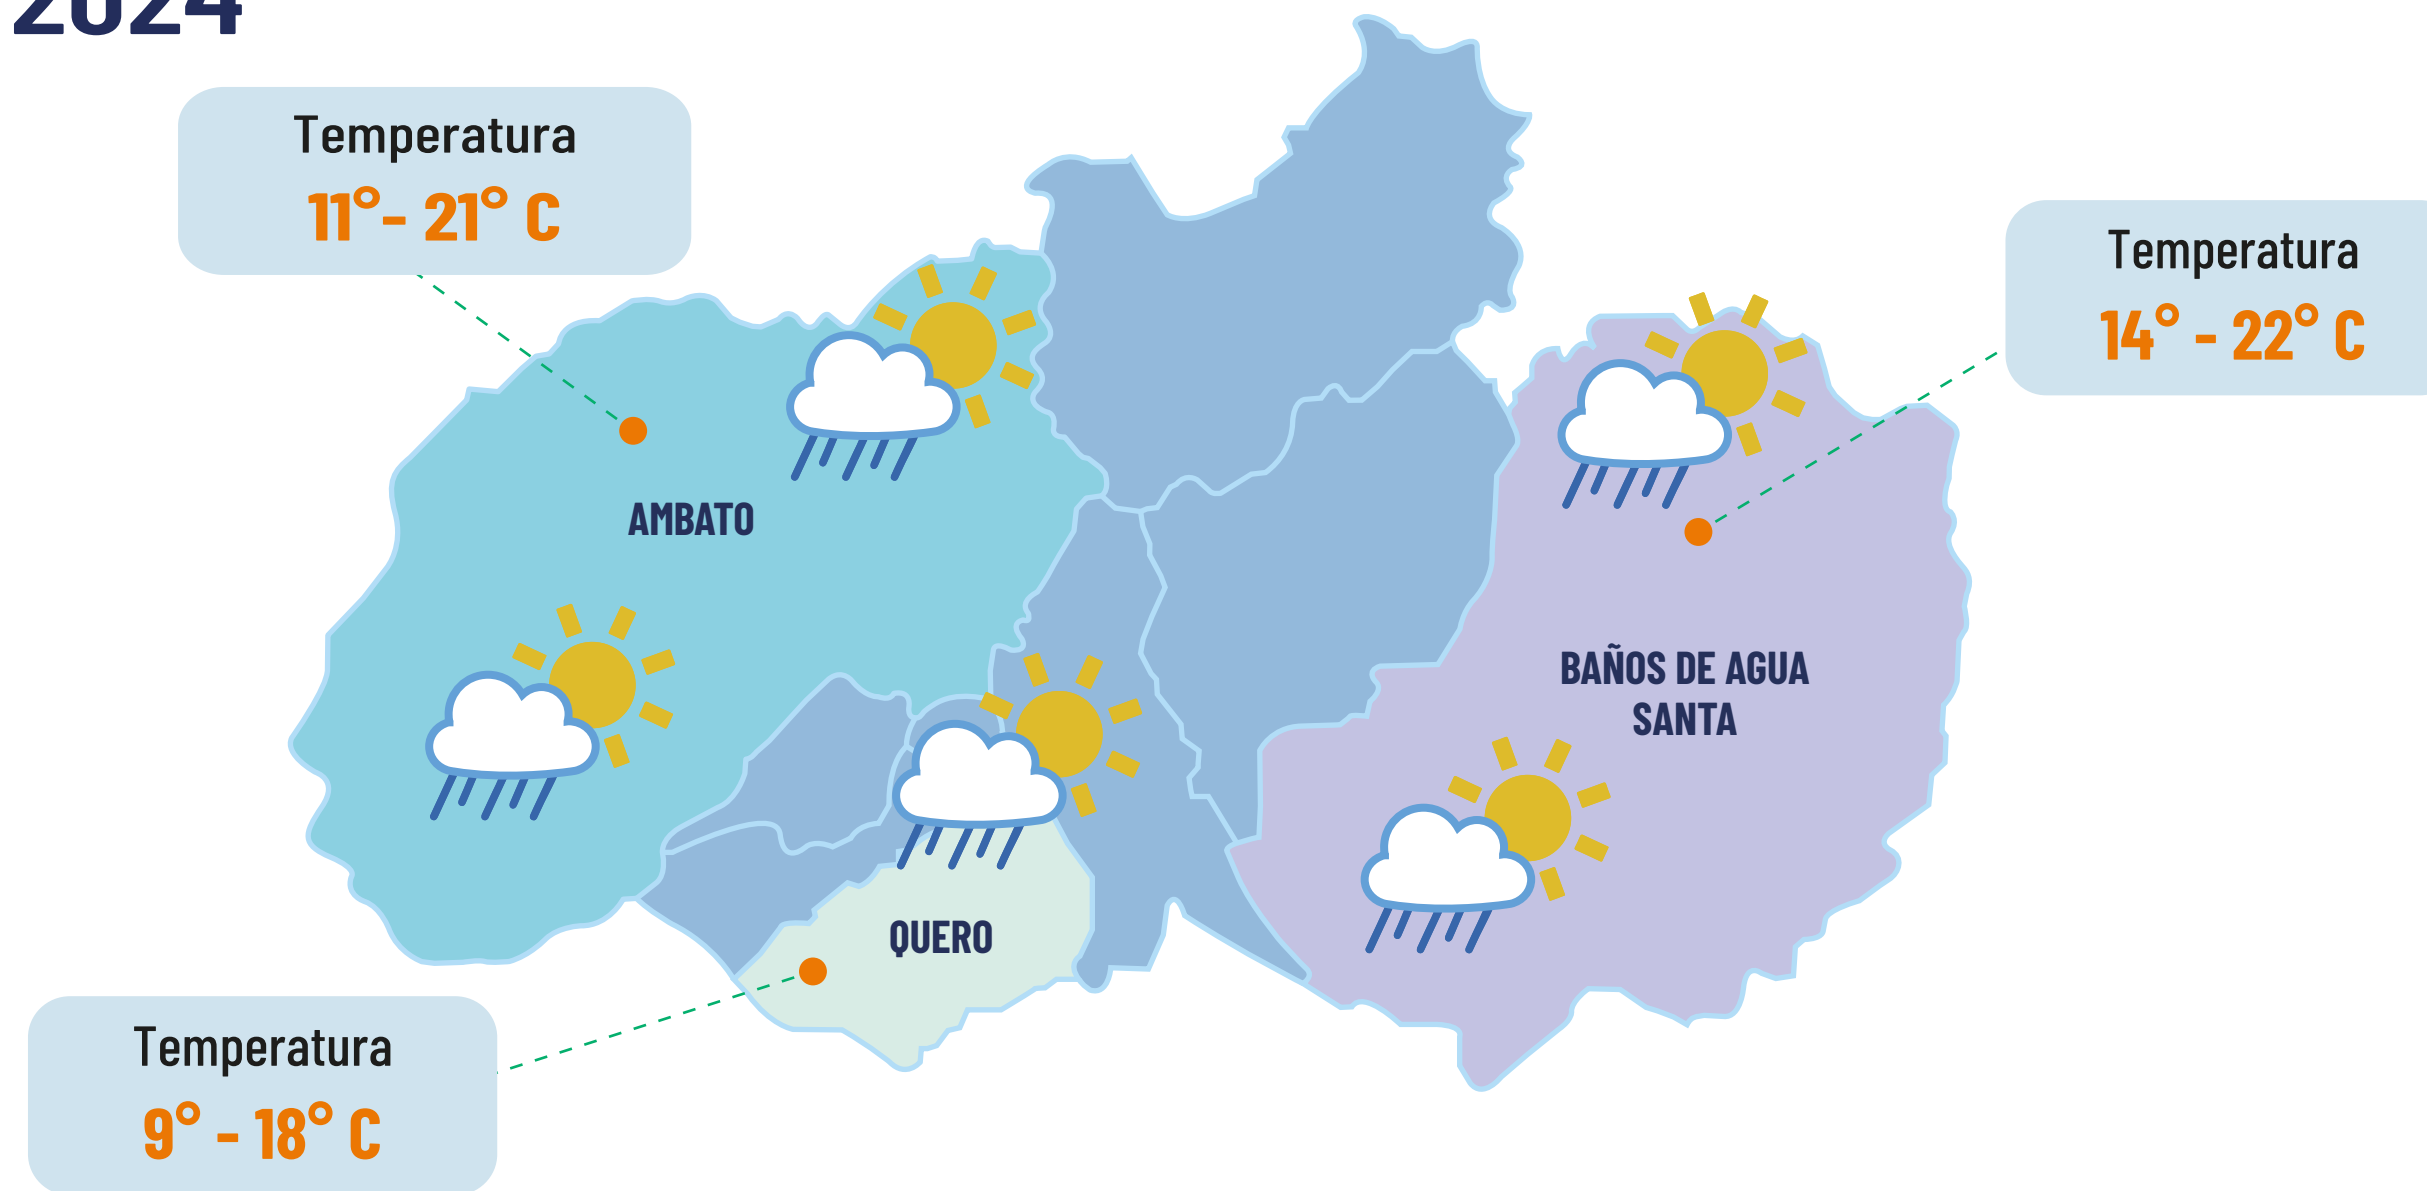 2024
Temperatura
11°- 21° C
Temperatura
14° - 22° C
AMBATO
BAÑOS DE AGUA
SANTA
QUERO
Temperatura
9° - 18° C